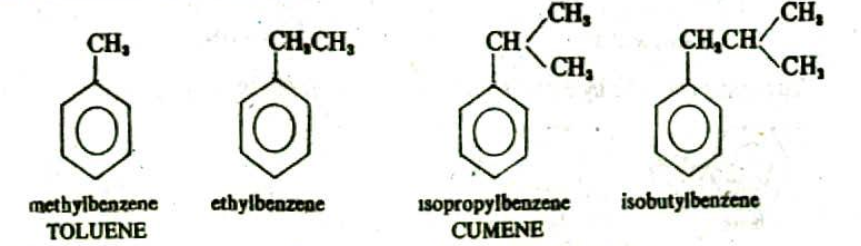 CH₃
CH₃ CH₂CH₃ CH CH₂CH CH₃
CH₃ CH₃
methylbenzene ethylbenzene isopropylbenzene isobutylbenzene
TOLUENE CUMENE